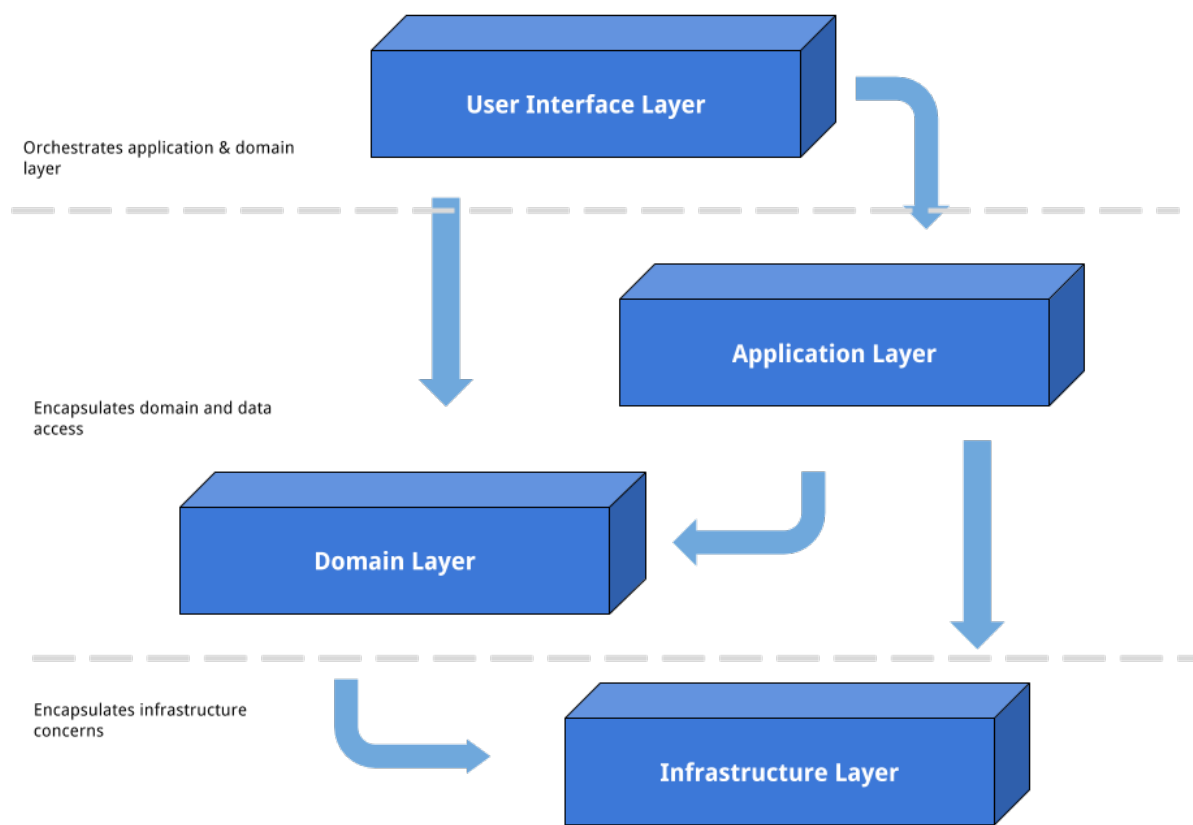 User Interface Layer
Orchestrates application & domain
layer
Application Layer
Encapsulates domain and data
access
Domain Layer
Encapsulates infrastructure
concerns
Infrastructure Layer